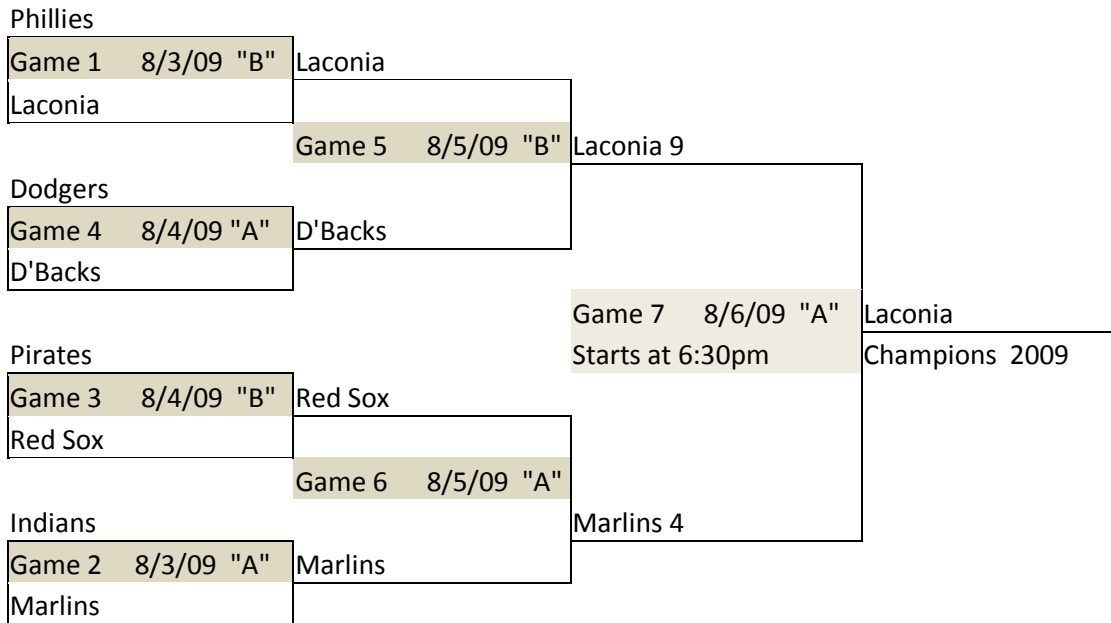 Phillies
Game 1 8/3/09 "B" Laconia
Laconia
Game 5 8/5/09 "B" Laconia 9
Dodgers
Game 4 8/4/09 "A" D'Backs
D'Backs
Game 7 8/6/09 "A" Laconia
Pirates Starts at 6:30pm Champions 2009
Game 3 8/4/09 "B" Red Sox
Red Sox
Game 6 8/5/09 "A"
Indians Marlins 4
Game 2 8/3/09 "A" Marlins
Marlins